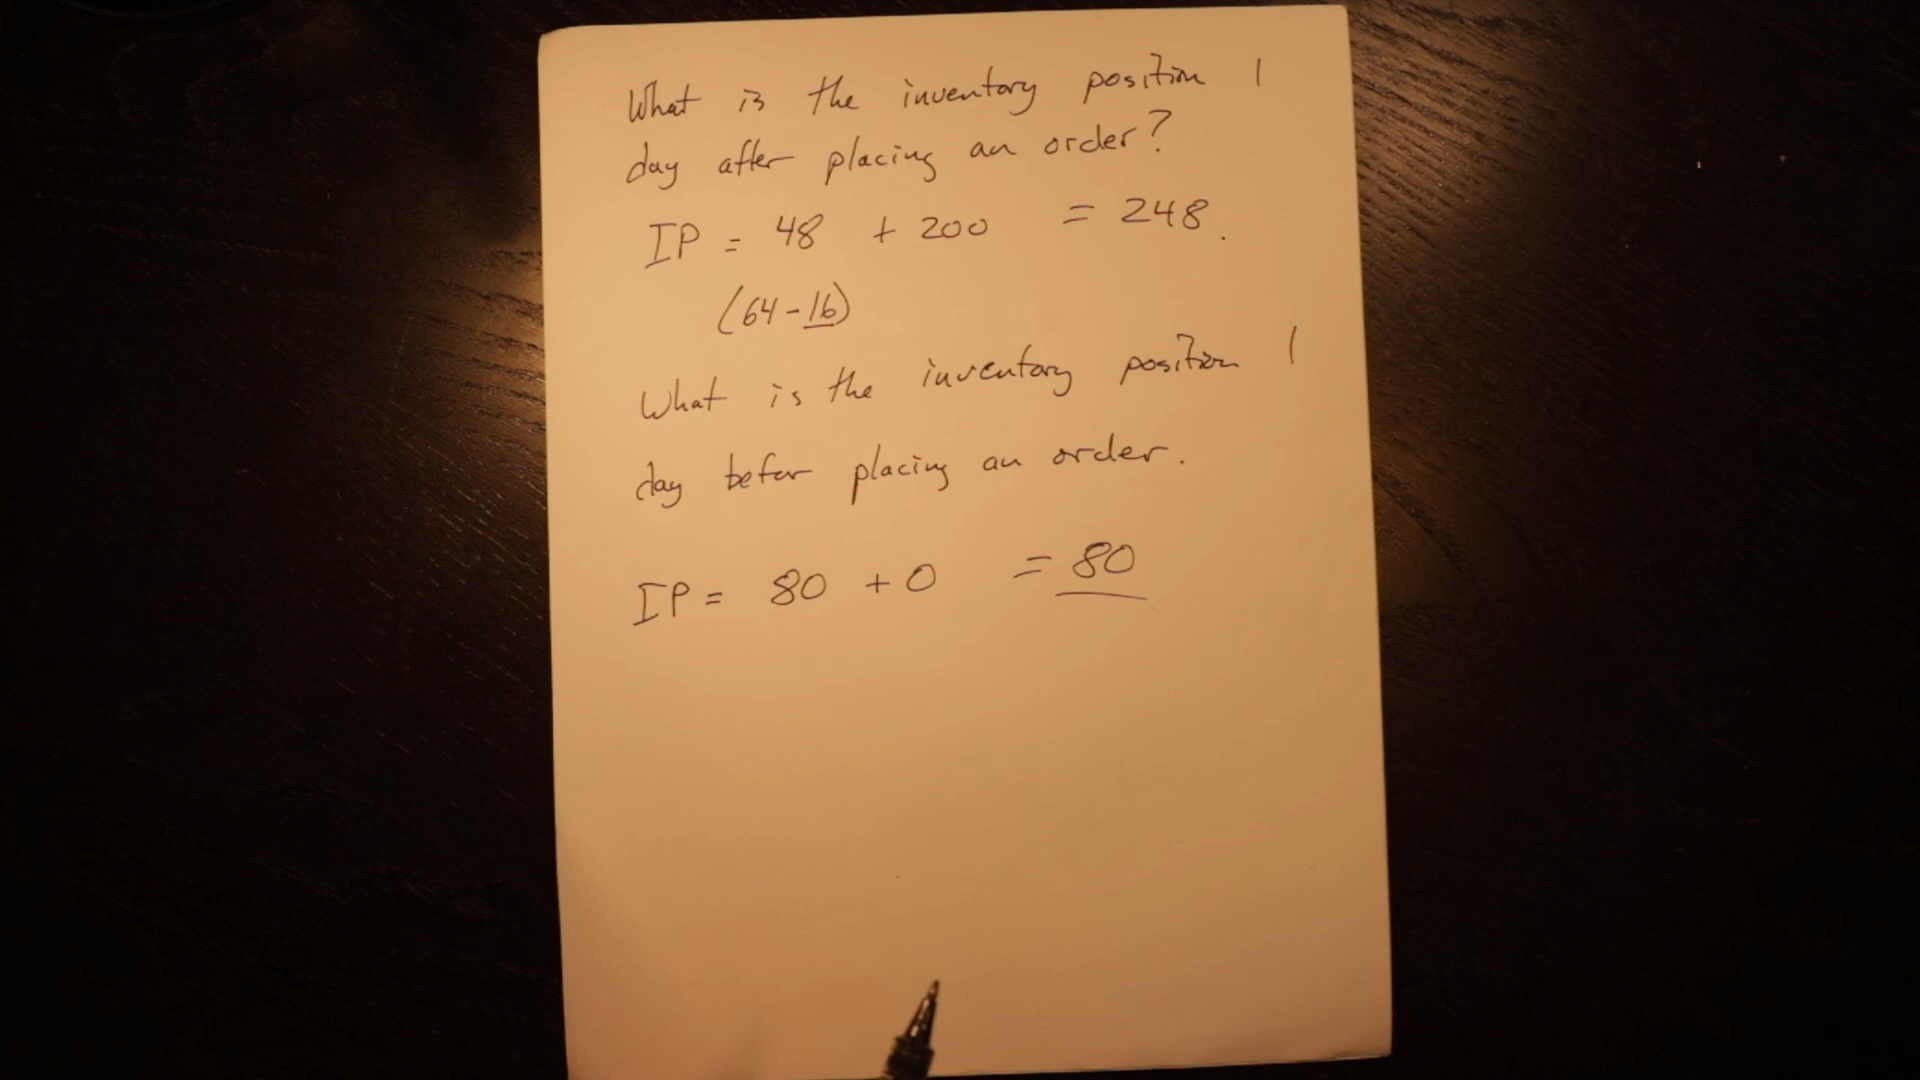 What is the inventory position 1
day after placing an order?
IP = 48 + 200 = 248.
(64-16)
What is the inventory position 1
day befor placing an order.
IP = 80 + 0 = 80